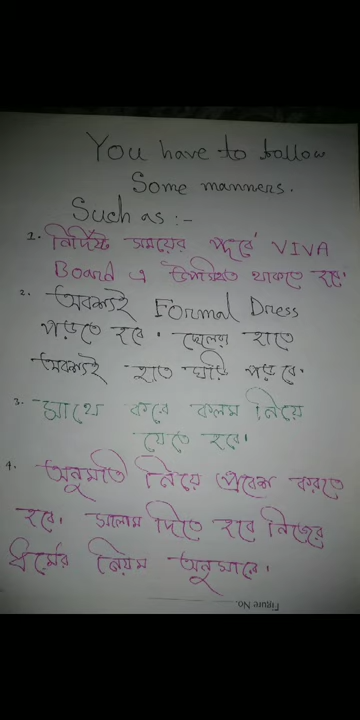 You have to follow
Some manners.
Such as :-
1. নির্দিষ্ট সময়ের পূর্বে VIVA
Board এ উপস্থিত থাকতে হবে।
2. অবশ্যই Formal Dress
পড়তে হবে। ছেলেরা হাতে
অবশ্যই হাত ঘড়ি পড়বে।
3. সাথে করে কলম নিয়ে
যেতে হবে।
4. অনুমতি নিয়ে প্রবেশ করতে
হবে। সালাম দিতে হবে নিজের
ধর্মের নিয়ম অনুসারে।
Figure No.